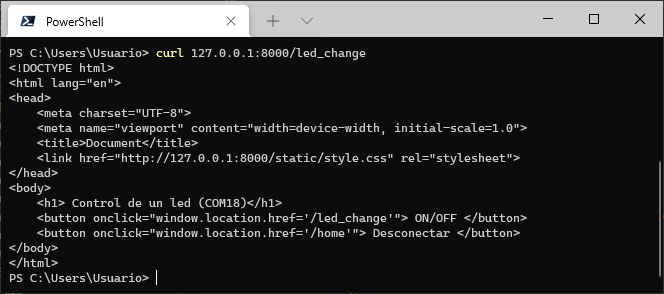 PowerShell
PS C:\Users\Usuario> curl 127.0.0.1:8000/led_change
<!DOCTYPE html>
<html lang="en">
<head>
    <meta charset="UTF-8">
    <meta name="viewport" content="width=device-width, initial-scale=1.0">
    <title>Document</title>
    <link href="http://127.0.0.1:8000/static/style.css" rel="stylesheet">
</head>
<body>
    <h1> Control de un led (COM18)</h1>
    <button onclick="window.location.href='/led_change'"> ON/OFF </button>
    <button onclick="window.location.href='/home'"> Desconectar </button>
</body>
</html>
PS C:\Users\Usuario>